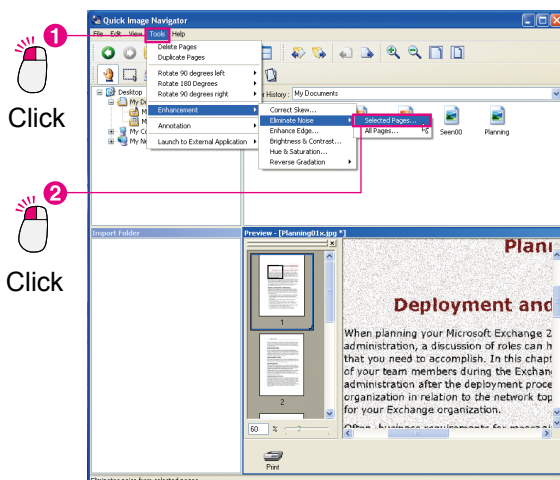 Quick Image Navigator
1
File Edit View Tools Help
Click
Delete Pages
Duplicate Pages
Rotate 90 degrees left
Rotate 180 Degrees
Rotate 90 degrees right
Enhancement
Annotation
Launch to External Application
Correct Skew...
Eliminate Noise
Enhance Edge...
Brightness & Contrast...
Hue & Saturation...
Reverse Gradation
Selected Pages...
All Pages...
History : My Documents
Desktop
Seen00
Planning
2
Click
Import Folder
Preview - [Planning01x.jpg *]
1
2
60 %
Print
Deployment and
When planning your Microsoft Exchange 2
administration, a discussion of roles can h
that you need to accomplish. In this chapt
of your team members during the Exchan
administration after the deployment proce
organization in relation to the network top
for your Exchange organization.